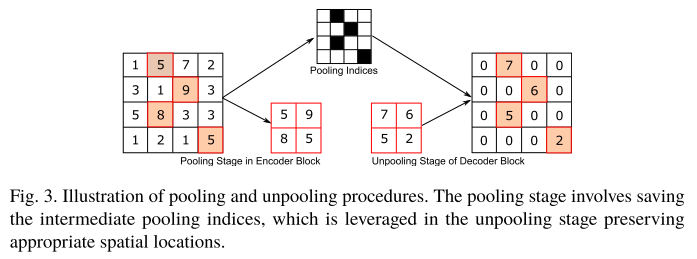 1 5 7 2
3 1 9 3
5 8 3 3
1 2 1 5
Pooling Stage in Encoder Block
Pooling Indices
5 9
8 5
7 6
5 2
Unpooling Stage of Decoder Block
0 7 0 0
0 0 6 0
0 5 0 0
0 0 0 2
Fig. 3. Illustration of pooling and unpooling procedures. The pooling stage involves saving
the intermediate pooling indices, which is leveraged in the unpooling stage preserving
appropriate spatial locations.